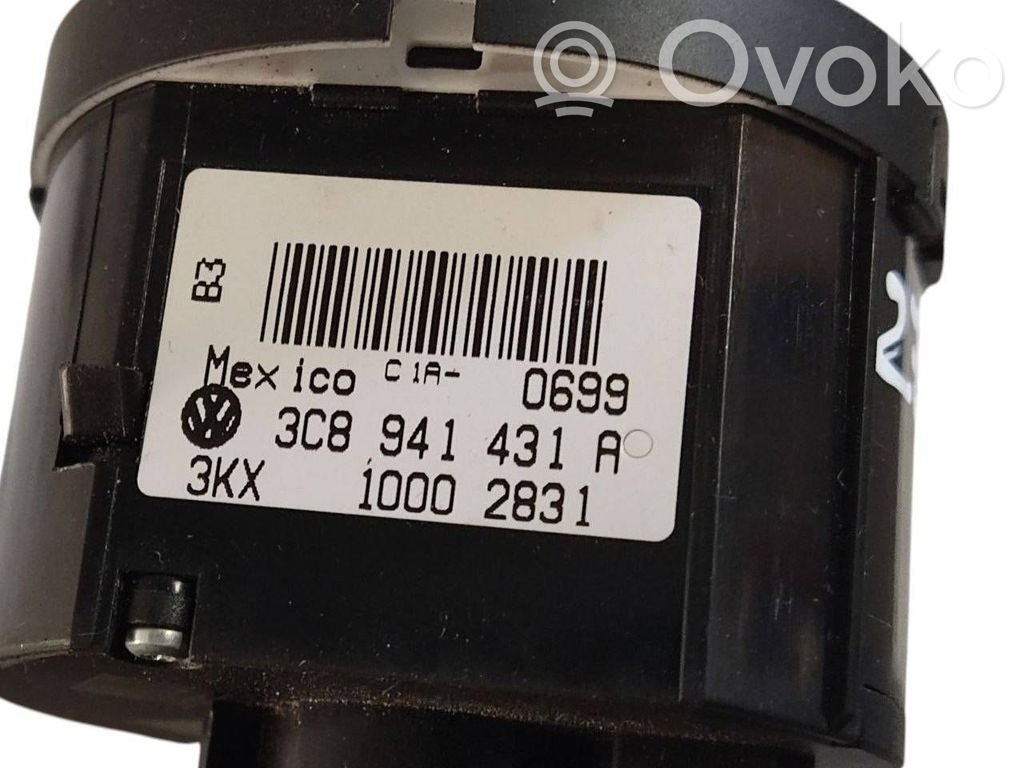 Ovoko
B3
Mexico C1A- 0699
3C8 941 431 A
3KX 1000 2831